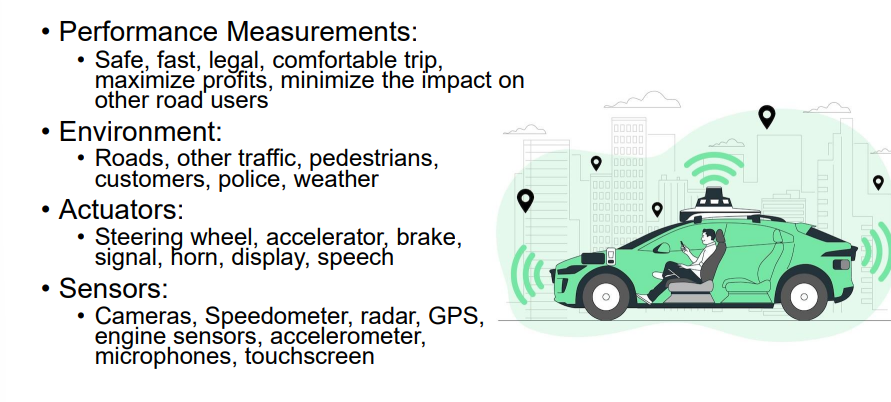 • Performance Measurements:
• Safe, fast, legal, comfortable trip,
maximize profits, minimize the impact on
other road users
• Environment:
• Roads, other traffic, pedestrians,
customers, police, weather
• Actuators:
• Steering wheel, accelerator, brake,
signal, horn, display, speech
• Sensors:
• Cameras, Speedometer, radar, GPS,
engine sensors, accelerometer,
microphones, touchscreen